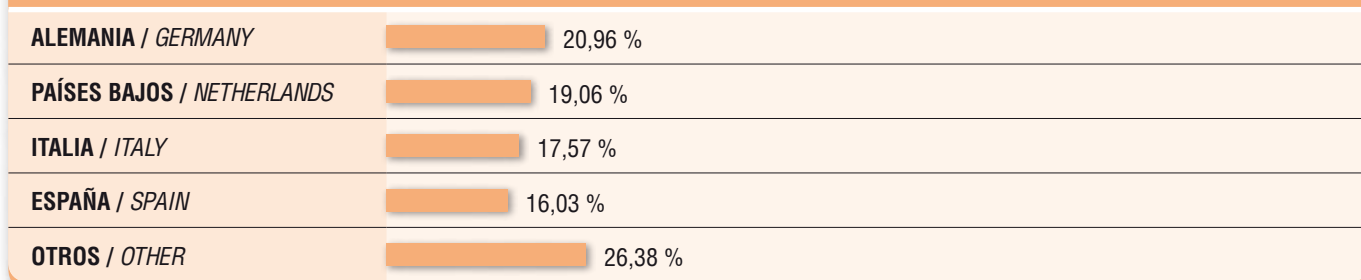 ALEMANIA / GERMANY 20,96 %
PAÍSES BAJOS / NETHERLANDS 19,06 %
ITALIA / ITALY 17,57 %
ESPAÑA / SPAIN 16,03 %
OTROS / OTHER 26,38 %